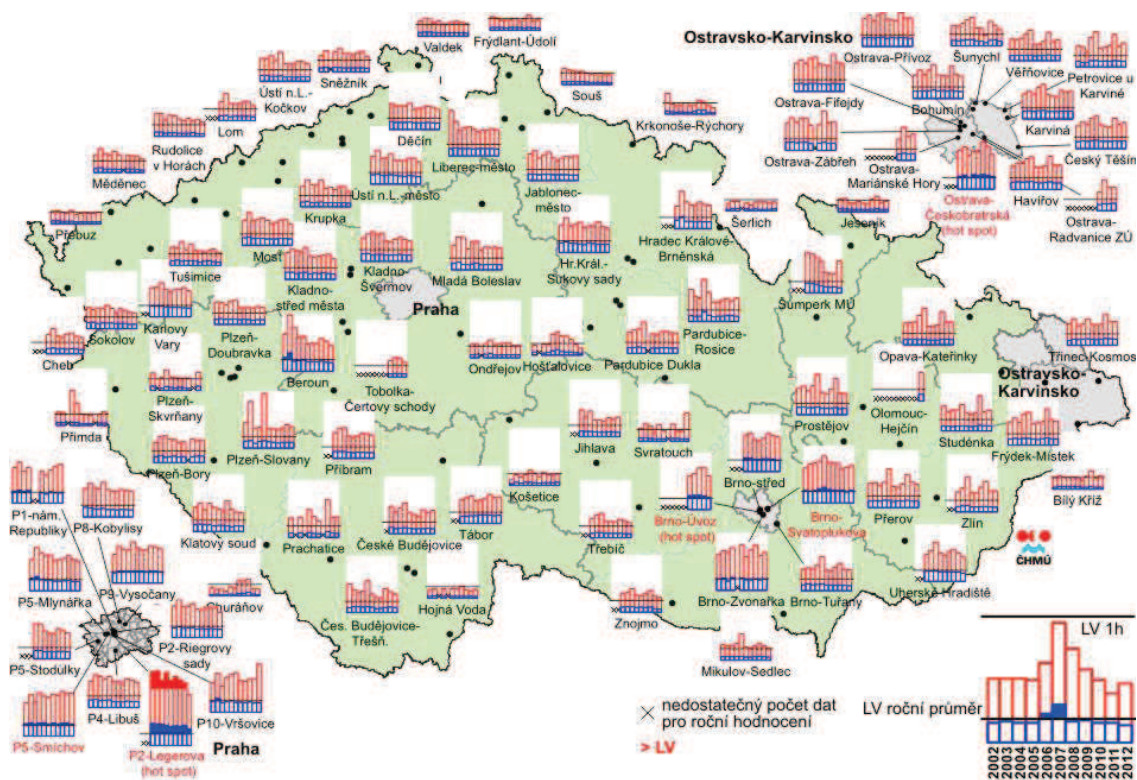 Valdek
Frýdlant-Údolí
Ostravsko-Karvinsko
Ostrava-Přívoz
Šunychl
Věřňovice
Petrovice u
Karviné
Sněžník
Ústí n.L.-
Kočkov
Souš
Ostrava-Fifejdy
Bohumín
Karviná
Lom
Rudolice
v Horách
Děčín
Liberec-město
Krkonoše-Rýchory
Ostrava-Zábřeh
Ostrava-
Mariánské Hory
Český Těšín
Měděnec
Ústí n.L.-město
Jablonec-
město
Ostrava-
Českobratrská
(hot spot)
Havířov
Ostrava-
Radvanice ZÚ
Přebuz
Krupka
Šerlich
Jeseník
Hradec Králové-
Brněnská
Tušimice
Most
Kladno-
Švermov
Mladá Boleslav
Hr.Král.-
Sukovy sady
Kladno-
střed města
Praha
Šumperk MÚ
Sokolov
Karlovy
Vary
Plzeň-
Doubravka
Pardubice-
Rosice
Opava-Kateřinky
Třinec-Kosmos
Cheb
Beroun
Tobolka-
Čertovy schody
Ondřejov
Hošťalovice
Pardubice Dukla
Ostravsko-
Karvinsko
Plzeň-
Skvrňany
Olomouc-
Hejčín
Přimda
Prostějov
Studénka
Frýdek-Místek
Plzeň-Bory
Plzeň-Slovany
Příbram
Jihlava
Svratouch
Brno-střed
Košetice
Bílý Kříž
P1-nám.
Republiky
P8-Kobylisy
Klatovy soud
Prachatice
České Budějovice
Tábor
Třebíč
Brno-Úvoz
(hot spot)
Brno-
Svatoplukova
Přerov
Zlín
ČHMÚ
P5-Mlynářka
P9-Vysočany
Churáňov
Čes. Budějovice-
Třešň.
Hojná Voda
Znojmo
Brno-Zvonařka
Brno-Tuřany
Uherské Hradiště
P5-Stodůlky
P2-Riegrovy
sady
Mikulov-Sedlec
P5-Smíchov
P4-Libuš
P2-Legerova
(hot spot)
P10-Vršovice
Praha
nedostatečný počet dat
pro roční hodnocení
> LV
LV 1h
LV roční průměr
2002
2003
2004
2005
2006
2007
2008
2009
2010
2011
2012